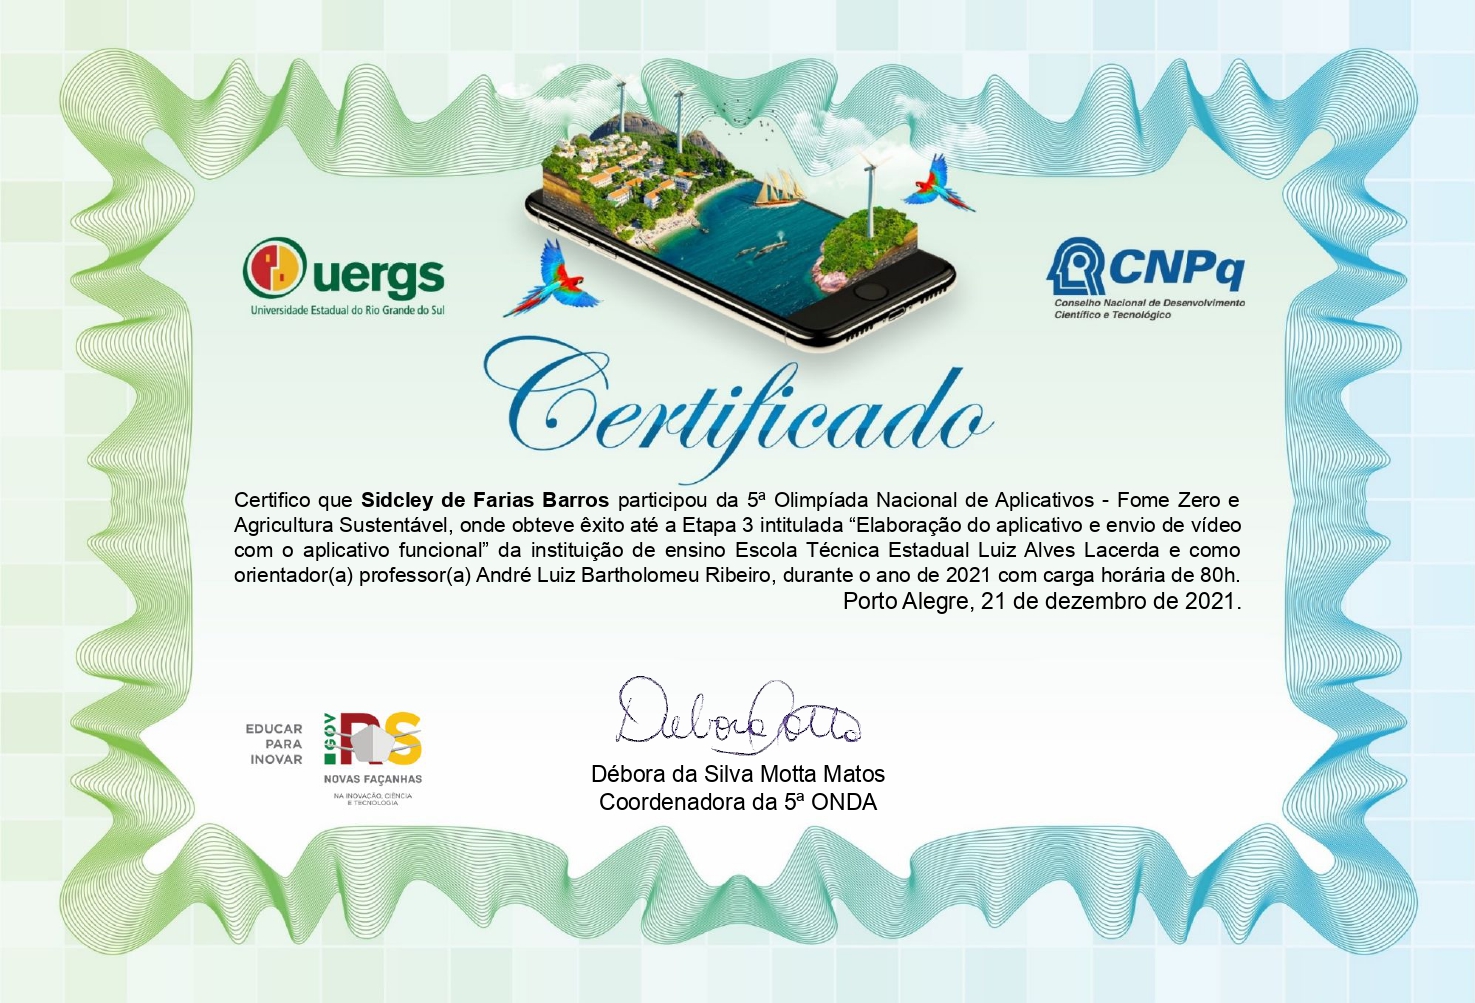 uergs
Universidade Estadual do Rio Grande do Sul
CNPq
Conselho Nacional de Desenvolvimento
Científico e Tecnológico
Certificado
Certifico que Sidcley de Farias Barros participou da 5ª Olimpíada Nacional de Aplicativos - Fome Zero e
Agricultura Sustentável, onde obteve êxito até a Etapa 3 intitulada “Elaboração do aplicativo e envio de vídeo
com o aplicativo funcional” da instituição de ensino Escola Técnica Estadual Luiz Alves Lacerda e como
orientador(a) professor(a) André Luiz Bartholomeu Ribeiro, durante o ano de 2021 com carga horária de 80h.
Porto Alegre, 21 de dezembro de 2021.
EDUCAR
PARA
INOVAR
GOV
RS
NOVAS FAÇANHAS
NA INOVAÇÃO, CIÊNCIA
E TECNOLOGIA
Debora Motta
Débora da Silva Motta Matos
Coordenadora da 5ª ONDA